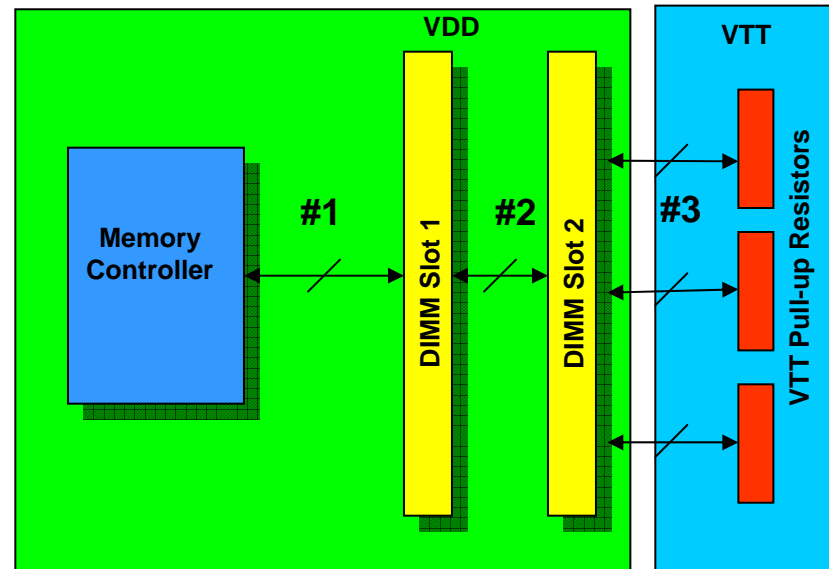 VDD
VTT
Memory
Controller
#1
DIMM Slot 1
#2
DIMM Slot 2
#3
VTT Pull-up Resistors